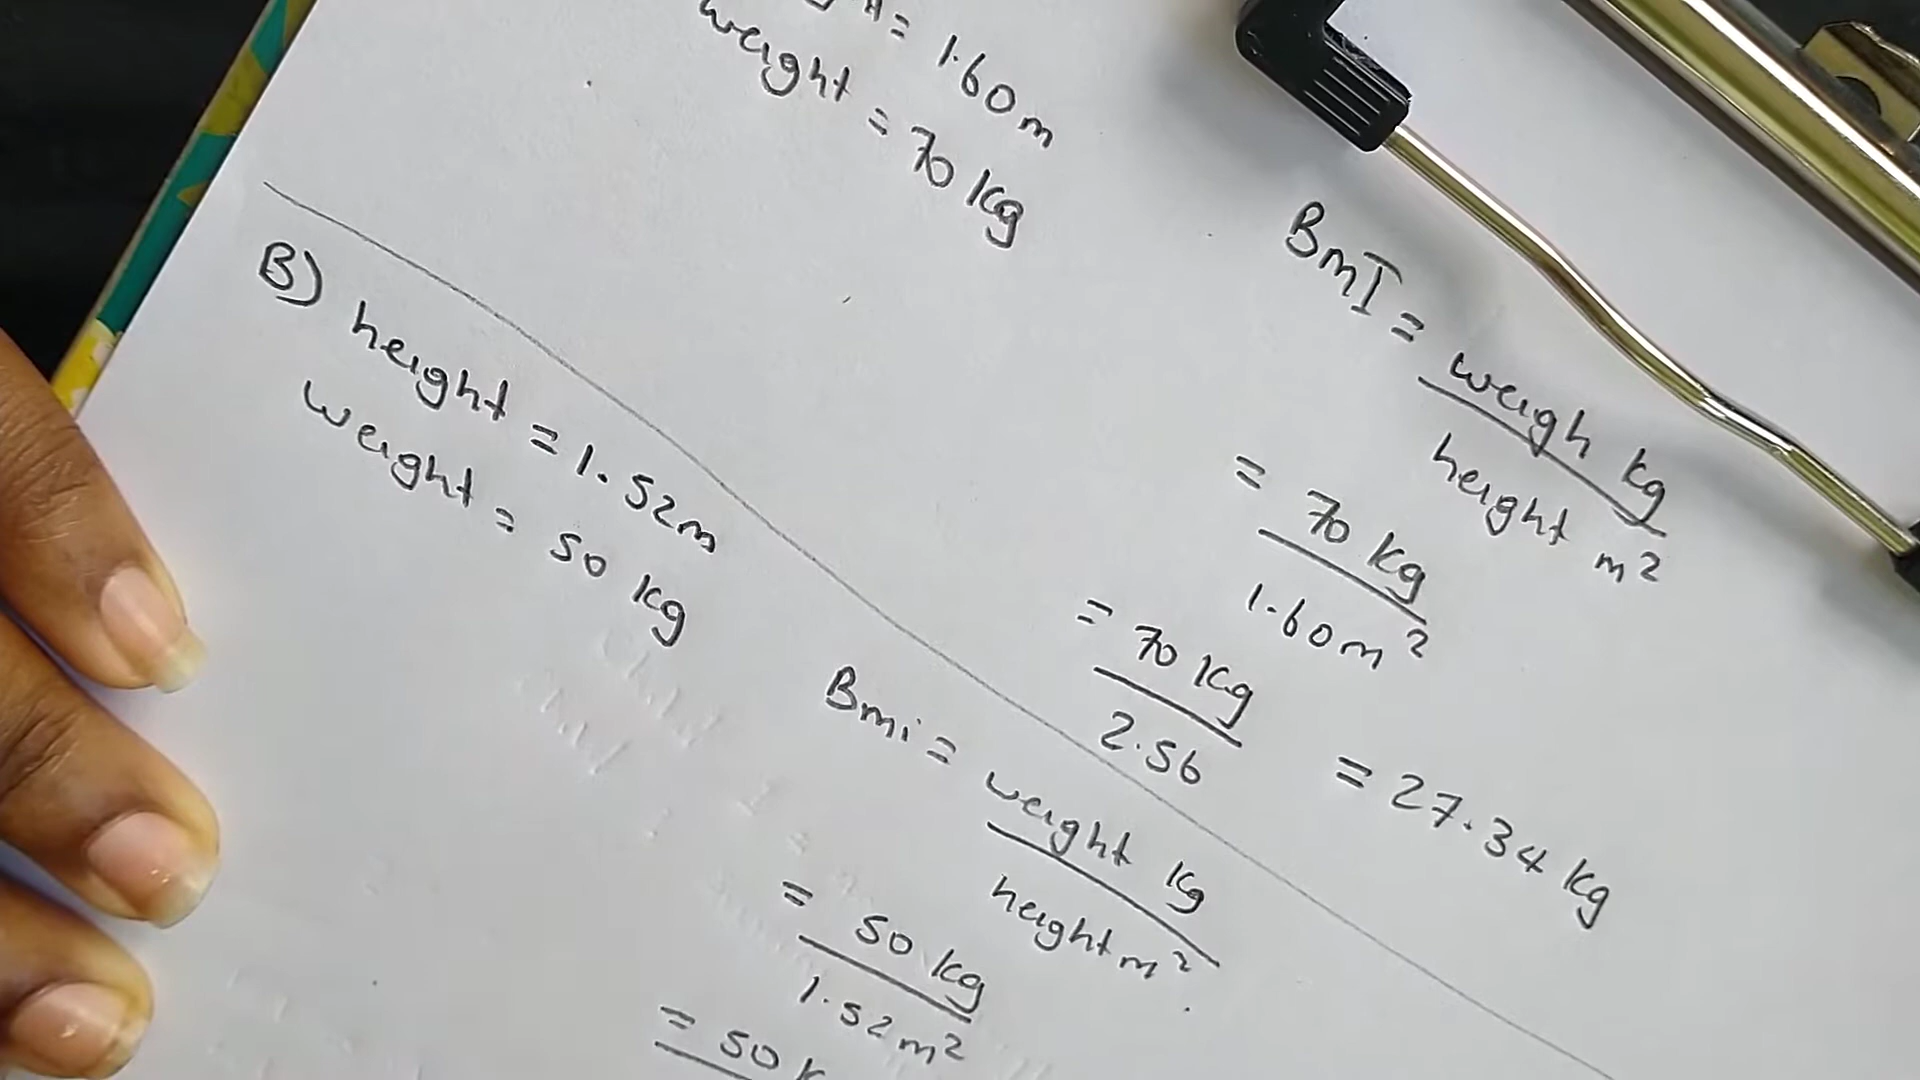 = 1.60m
weight = 70 kg
BmI = weigh kg
height m²
= 70 kg
1.60m²
= 70 kg
2.56
= 27.34 kg
B) height = 1.52m
weight = 50 kg
Bmi = weight kg
height m²
= 50 kg
1.52m²
= 50 k